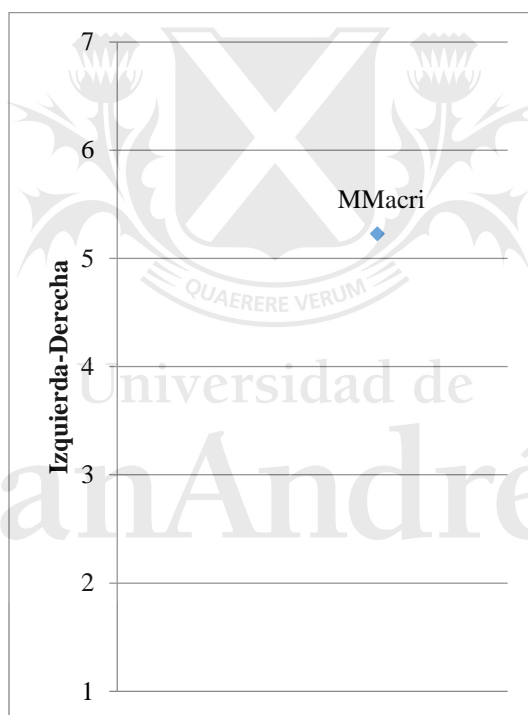 7
6
MMacri
5
QUAERERE VERUM
Izquierda-Derecha
4
Universidad de
3
anAndré
2
1